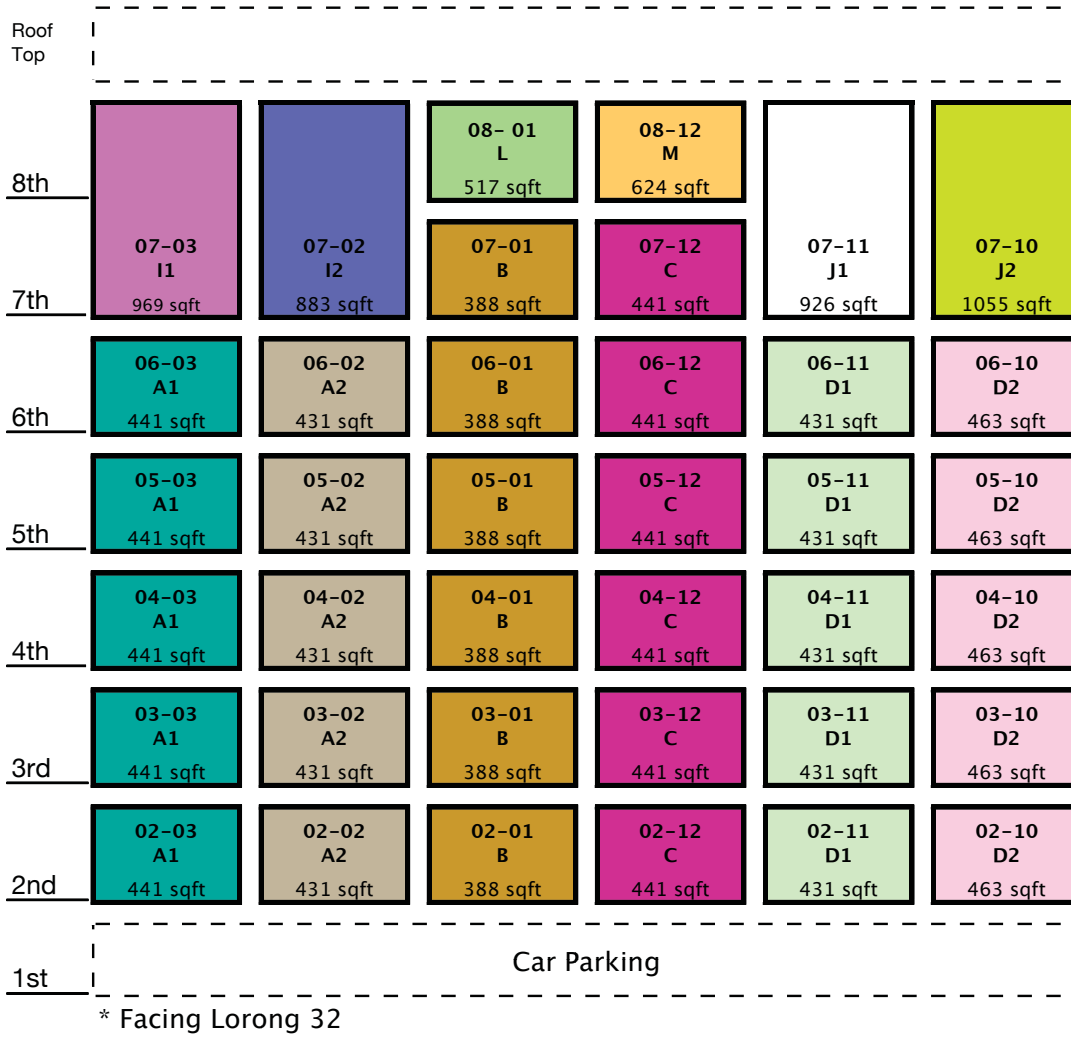 Roof
Top
08- 01
L
517 sqft
08-12
M
624 sqft
8th
07-03
I1
969 sqft
07-02
I2
883 sqft
07-01
B
388 sqft
07-12
C
441 sqft
07-11
J1
926 sqft
07-10
J2
1055 sqft
7th
06-03
A1
441 sqft
06-02
A2
431 sqft
06-01
B
388 sqft
06-12
C
441 sqft
06-11
D1
431 sqft
06-10
D2
463 sqft
6th
05-03
A1
441 sqft
05-02
A2
431 sqft
05-01
B
388 sqft
05-12
C
441 sqft
05-11
D1
431 sqft
05-10
D2
463 sqft
5th
04-03
A1
441 sqft
04-02
A2
431 sqft
04-01
B
388 sqft
04-12
C
441 sqft
04-11
D1
431 sqft
04-10
D2
463 sqft
4th
03-03
A1
441 sqft
03-02
A2
431 sqft
03-01
B
388 sqft
03-12
C
441 sqft
03-11
D1
431 sqft
03-10
D2
463 sqft
3rd
02-03
A1
441 sqft
02-02
A2
431 sqft
02-01
B
388 sqft
02-12
C
441 sqft
02-11
D1
431 sqft
02-10
D2
463 sqft
2nd
Car Parking
1st
* Facing Lorong 32